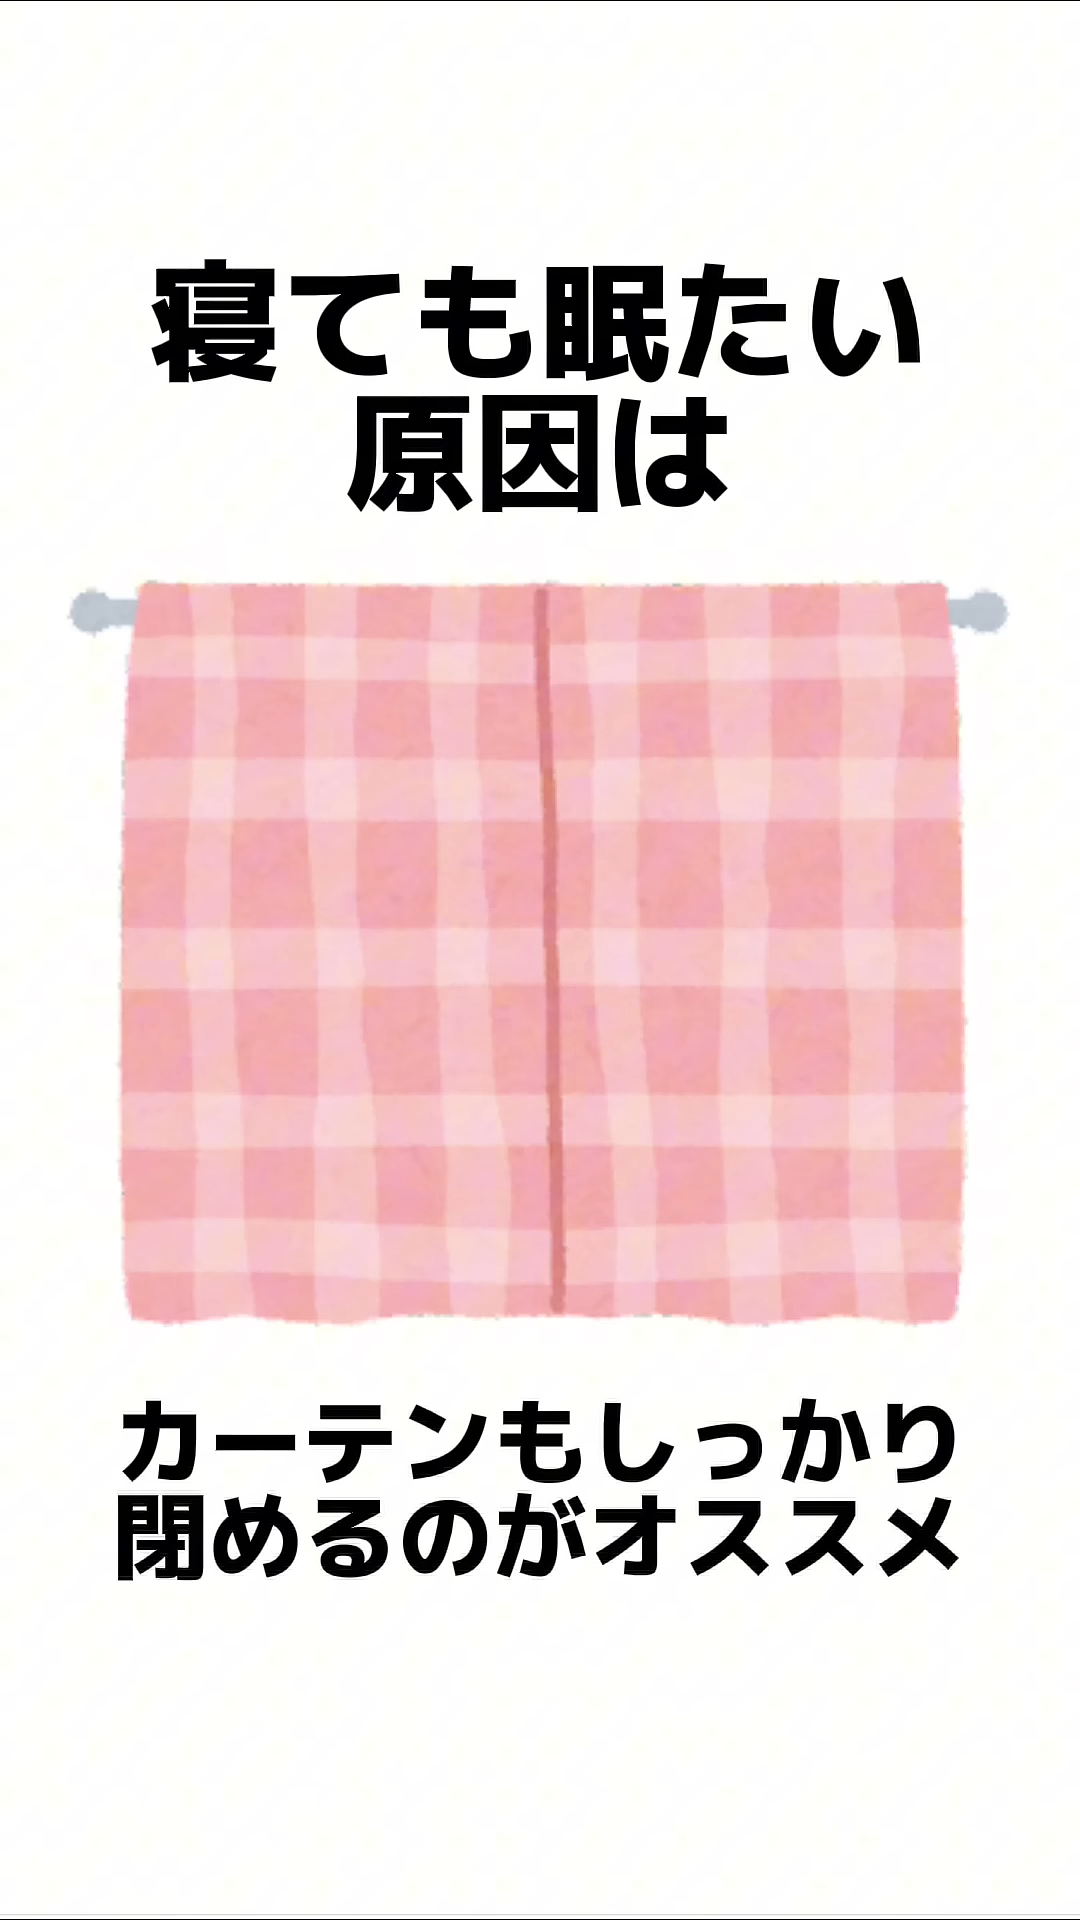 寝ても眠たい
原因は
カーテンもしっかり
閉めるのがオススメ